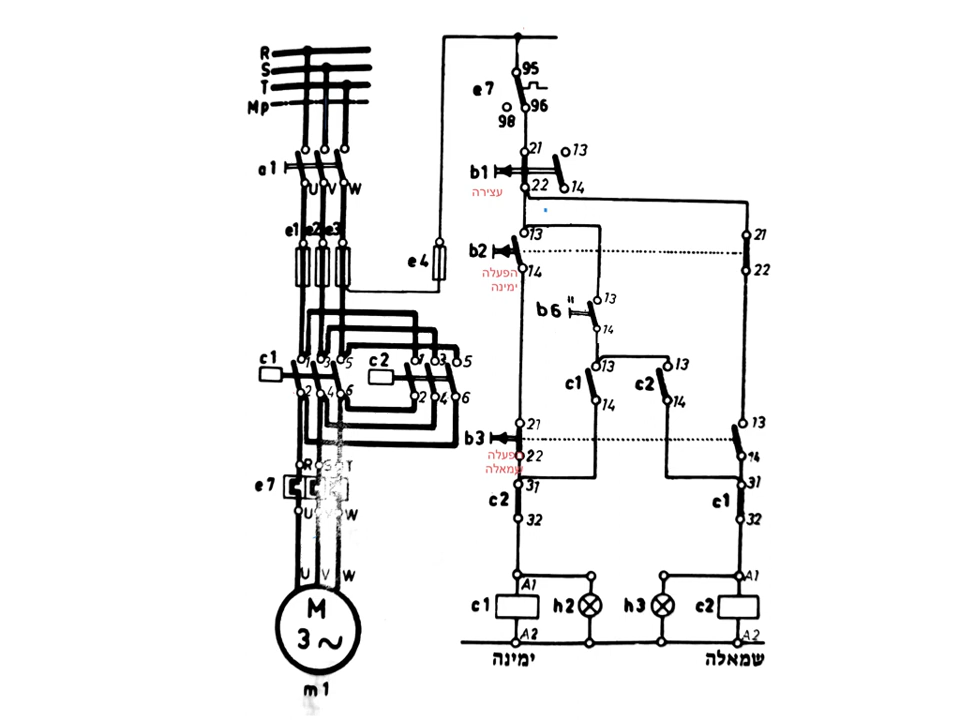 R
S
T
Mp
a1
U V W
e1 e2 e3
e4
c1
1 3 5
2 4 6
c2
1 3 5
2 4 6
R S T
e7
U V W
U V W
M
3 ~
m1
95
e7
96
98
21
13
b1
22
14
עצירה
13
b2
14
הפעלה
ימינה
21
22
13
b6
14
13
c1
14
13
c2
14
21
b3
22
פעלה
שמאלה
13
14
31
c2
32
31
c1
32
A1
c1
h2
A2
A1
h3
c2
A2
ימינה
שמאלה